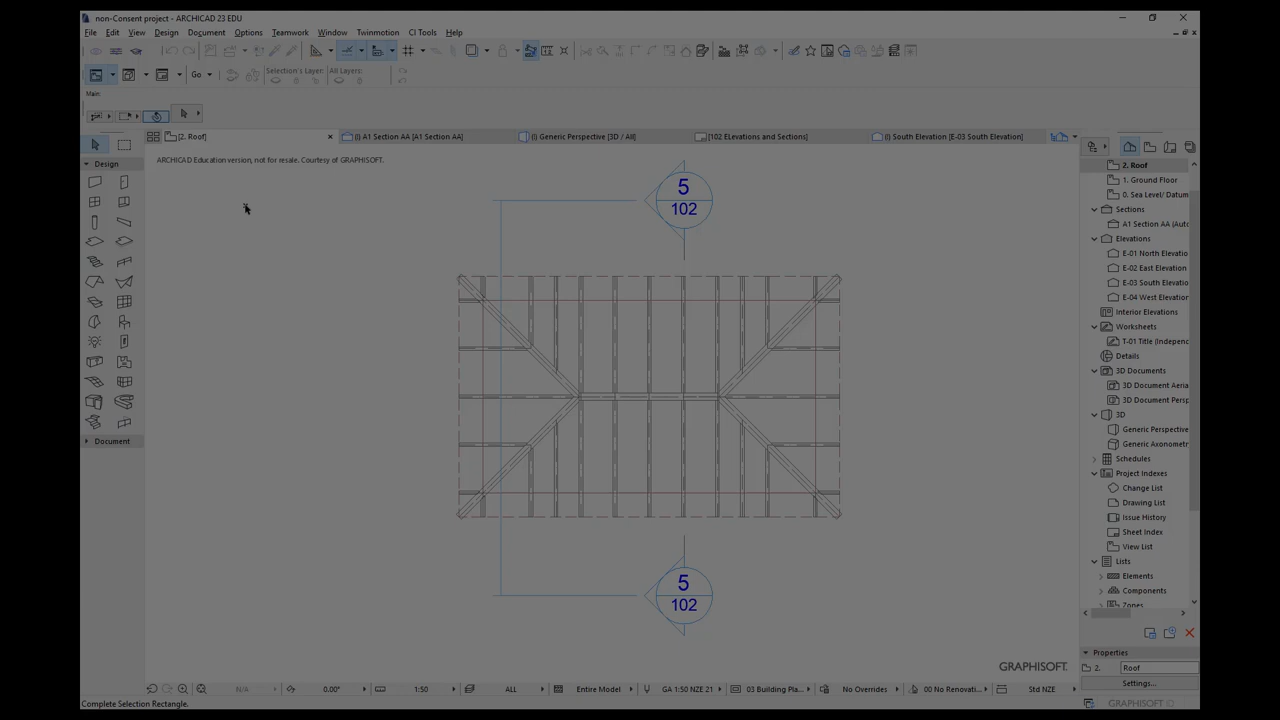 non-Consent project - ARCHICAD 23 EDU
File Edit View Design Document Options Teamwork Window Twinmotion CI Tools Help
Go
Selection's Layer: All Layers:
Main:
[2. Roof]
(!) A1 Section AA [A1 Section AA]
(!) Generic Perspective [3D / All]
[102 ELevations and Sections]
(!) South Elevation [E-03 South Elevation]
ARCHICAD Education version, not for resale. Courtesy of GRAPHISOFT.
Design
Document
5
102
5
102
2. Roof
1. Ground Floor
0. Sea Level/ Datum
Sections
A1 Section AA (Auto
Elevations
E-01 North Elevatio
E-02 East Elevation
E-03 South Elevatio
E-04 West Elevation
Interior Elevations
Worksheets
T-01 Title (Indepenc
Details
3D Documents
3D Document Aeria
3D Document Persp
3D
Generic Perspective
Generic Axonometr
Schedules
Project Indexes
Change List
Drawing List
Issue History
Sheet Index
View List
Lists
Elements
Components
Zones
Properties
2. Roof
Settings...
GRAPHISOFT.
N/A
0.00°
1:50
ALL
Entire Model
GA 1:50 NZE 21
03 Building Pla...
No Overrides
00 No Renovati...
Std NZE
Complete Selection Rectangle.
GRAPHISOFT ID